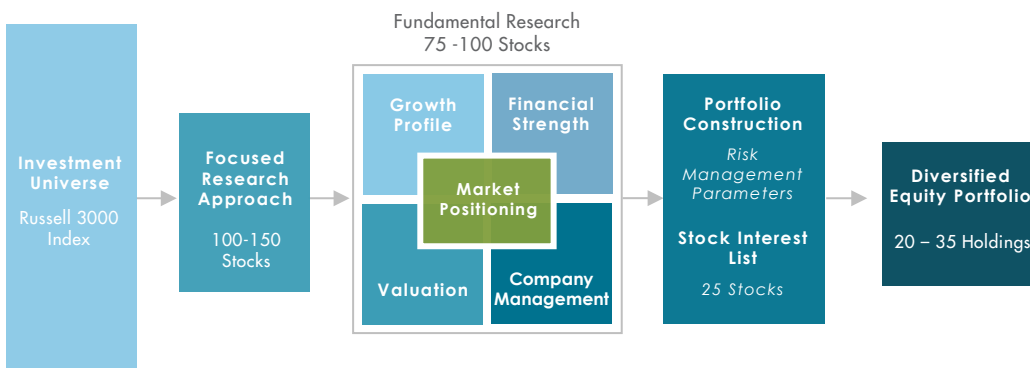 Investment
Universe
Russell 3000
Index
Focused
Research
Approach
100-150
Stocks
Fundamental Research
75 -100 Stocks
Growth
Profile
Financial
Strength
Market
Positioning
Valuation
Company
Management
Portfolio
Construction
Risk
Management
Parameters
Stock Interest
List
25 Stocks
Diversified
Equity Portfolio
20 – 35 Holdings